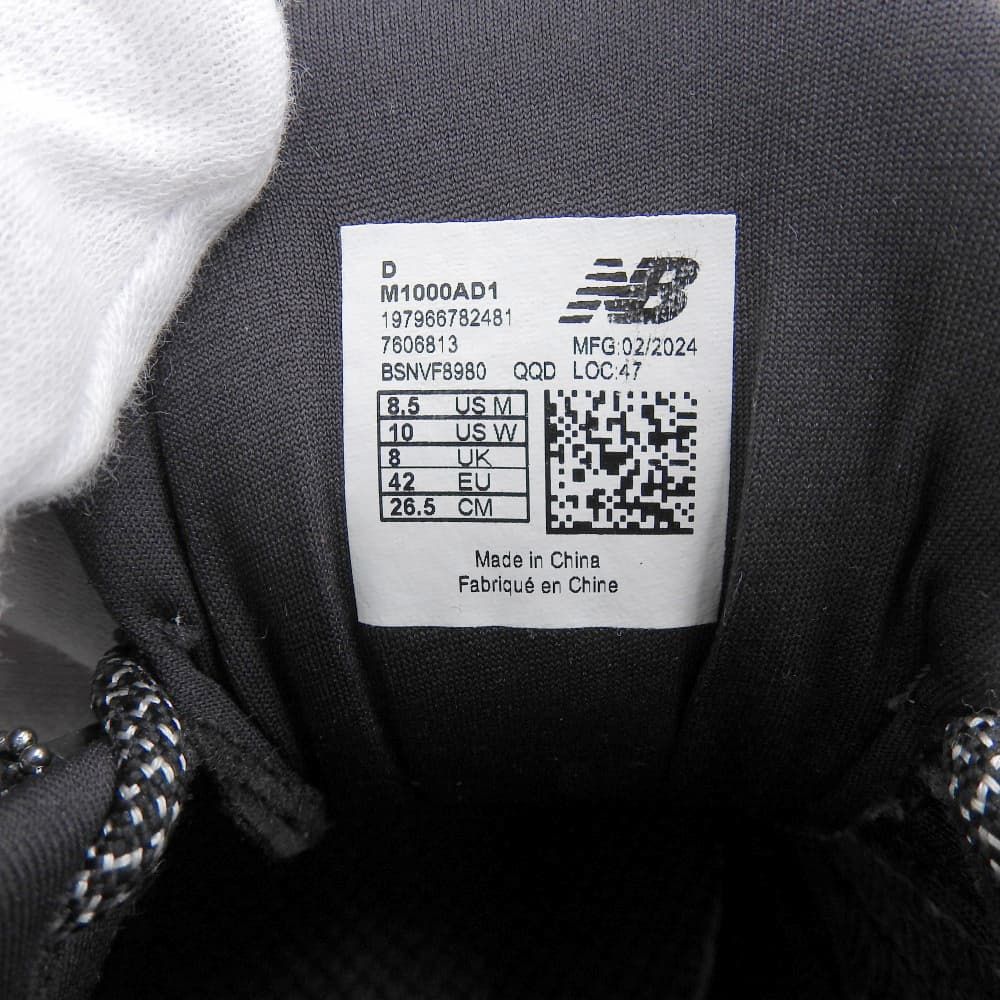 D
M1000AD1
197966782481
7606813
BSNVF8980 QQD
NB
MFG:02/2024
LOC:47
8.5 US M
10 US W
8 UK
42 EU
26.5 CM
Made in China
Fabriqué en Chine